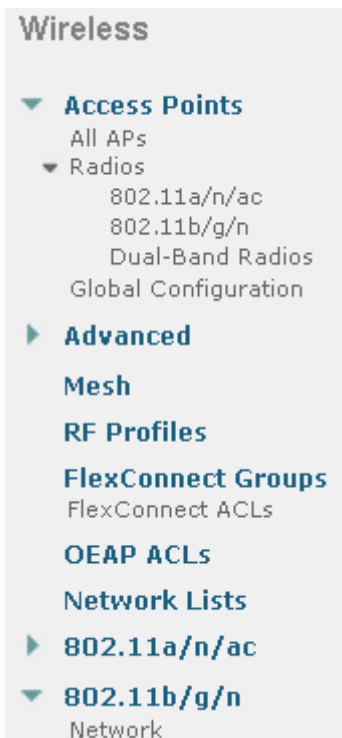 Wireless
Access Points
All APs
Radios
802.11a/n/ac
802.11b/g/n
Dual-Band Radios
Global Configuration
Advanced
Mesh
RF Profiles
FlexConnect Groups
FlexConnect ACLs
OEAP ACLs
Network Lists
802.11a/n/ac
802.11b/g/n
Network